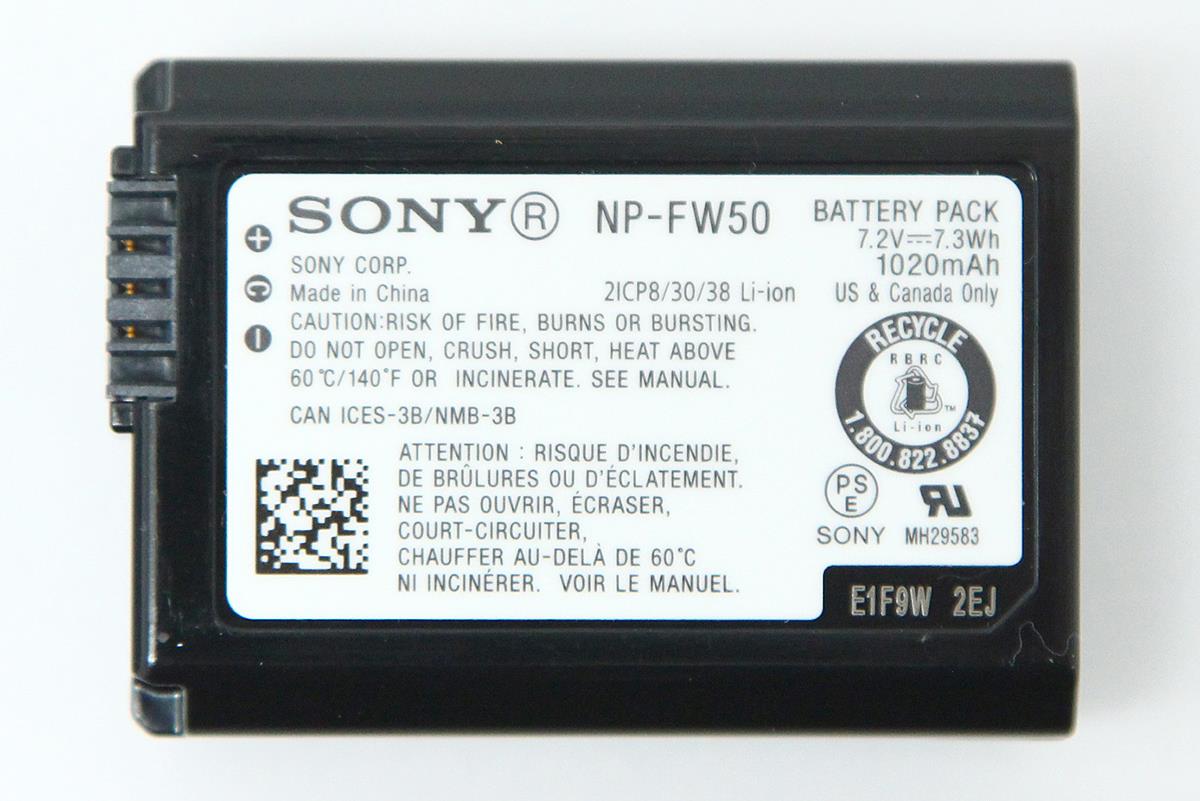 SONY® NP-FW50 BATTERY PACK
7.2V⎓7.3Wh
1020mAh
SONY CORP.
Made in China 2ICP8/30/38 Li-ion US & Canada Only
CAUTION:RISK OF FIRE, BURNS OR BURSTING.
DO NOT OPEN, CRUSH, SHORT, HEAT ABOVE
60℃/140°F OR INCINERATE. SEE MANUAL.
CAN ICES-3B/NMB-3B
RECYCLE
RBRC
TM
Li-ion
1.800.822.8837
ATTENTION : RISQUE D'INCENDIE,
DE BRÛLURES OU D'ÉCLATEMENT.
NE PAS OUVRIR, ÉCRASER,
COURT-CIRCUITER,
CHAUFFER AU-DELÀ DE 60℃
NI INCINÉRER. VOIR LE MANUEL.
PS
E
SONY MH29583
E1F9W 2EJ